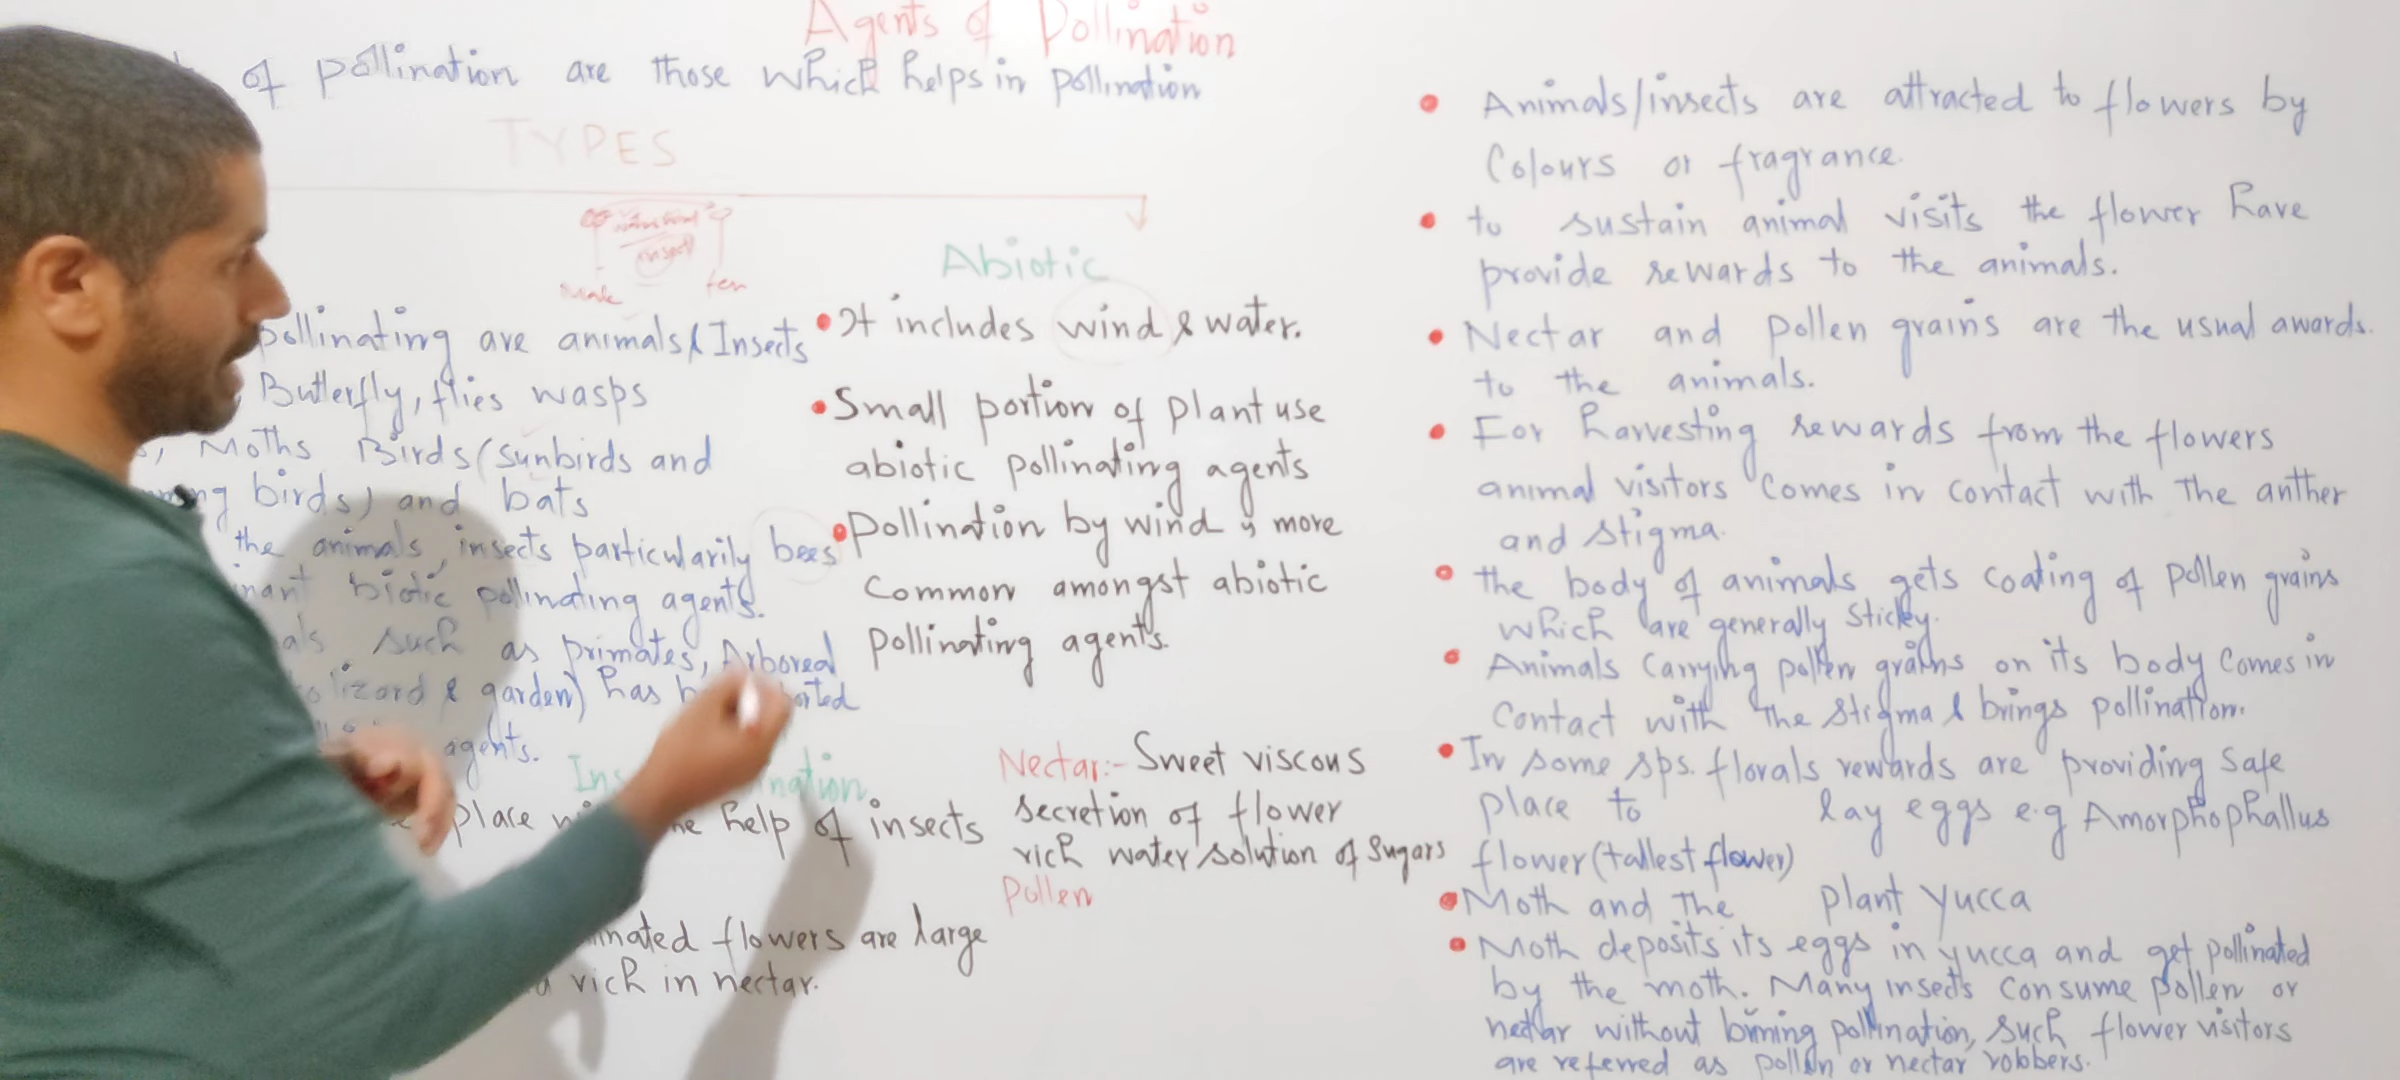 Agents of Pollination
of pollination are those which helps in pollination
TYPES
insect
male
fem
pollinating are animals & Insects
Butterfly, flies wasps
Moths Birds (sunbirds and
birds) and bats
the animals, insects particularily bees
biotic pollinating agents.
such as primates, Arboreal
lizard & garden) has
agents.
place the help of insects
flowers are large
rich in nectar.
Abiotic
• It includes wind & water.
• Small portion of plant use
abiotic pollinating agents
• Pollination by wind is more
Common amongst abiotic
pollinating agents.
Nectar:- Sweet viscous
secretion of flower
rich water solution of Sugars
Pollen
• Animals/insects are attracted to flowers by
Colours or fragrance.
• to sustain animal visits the flower have
provide rewards to the animals.
• Nectar and pollen grains are the usual awards.
to the animals.
• For harvesting rewards from the flowers
animal visitors comes in contact with the anther
and stigma.
• the body of animals gets coating of pollen grains
which are generally sticky.
• Animals carrying pollen grains on its body comes in
contact with the stigma & brings pollination.
• In some sps. florals rewards are providing safe
place to lay eggs e.g Amorphophallus
flower (tallest flower)
• Moth and the plant yucca
• Moth deposits its eggs in yucca and get pollinated
by the moth. Many insects consume pollen or
nectar without pollination, such flower visitors
are referred as pollen or nectar robbers.